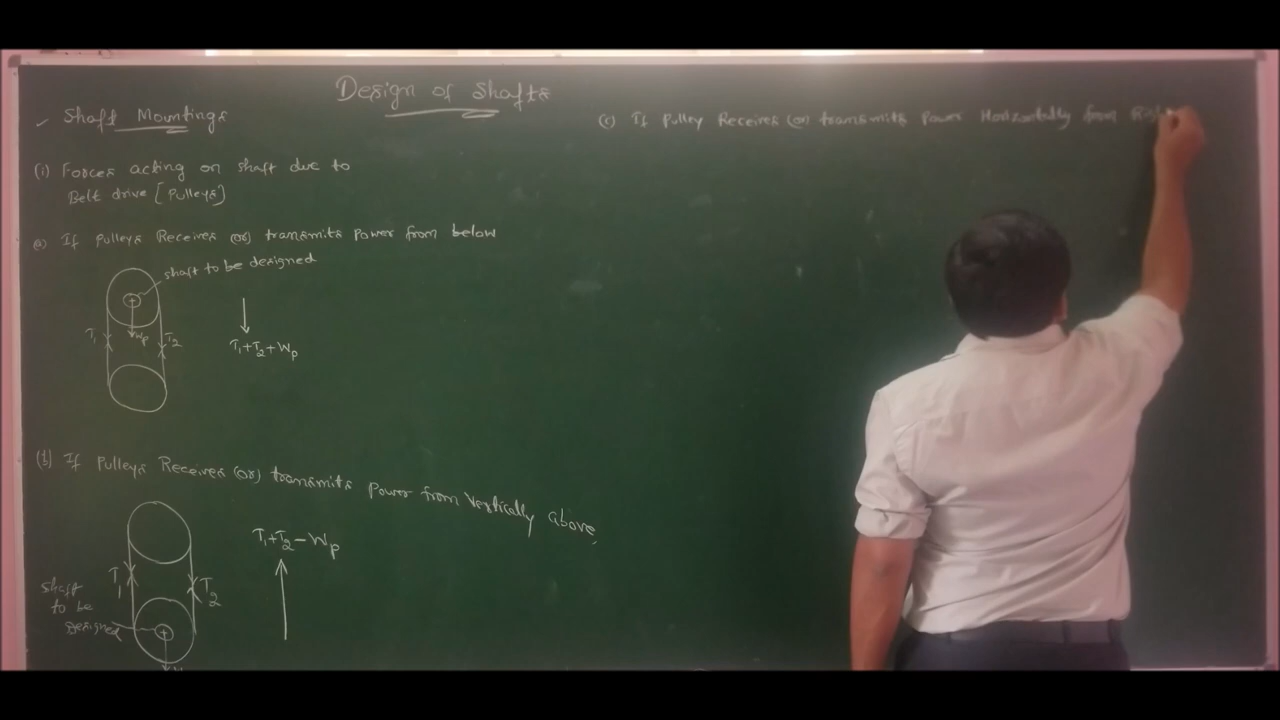 Design of Shafts
Shaft Mountings
(i) Forces acting on shaft due to
Belt drive [Pulleys]
(a) If pulleys Receives (or) transmits Power from below
shaft to be designed
T1 Wp T2
T1+T2+Wp
(b) If Pulleys Receives (or) transmits Power from Vertically above.
T1+T2-Wp
T1 T2
Shaft
to be
Designed
(c) If Pulley Receives (or) transmits Power Horizontally from